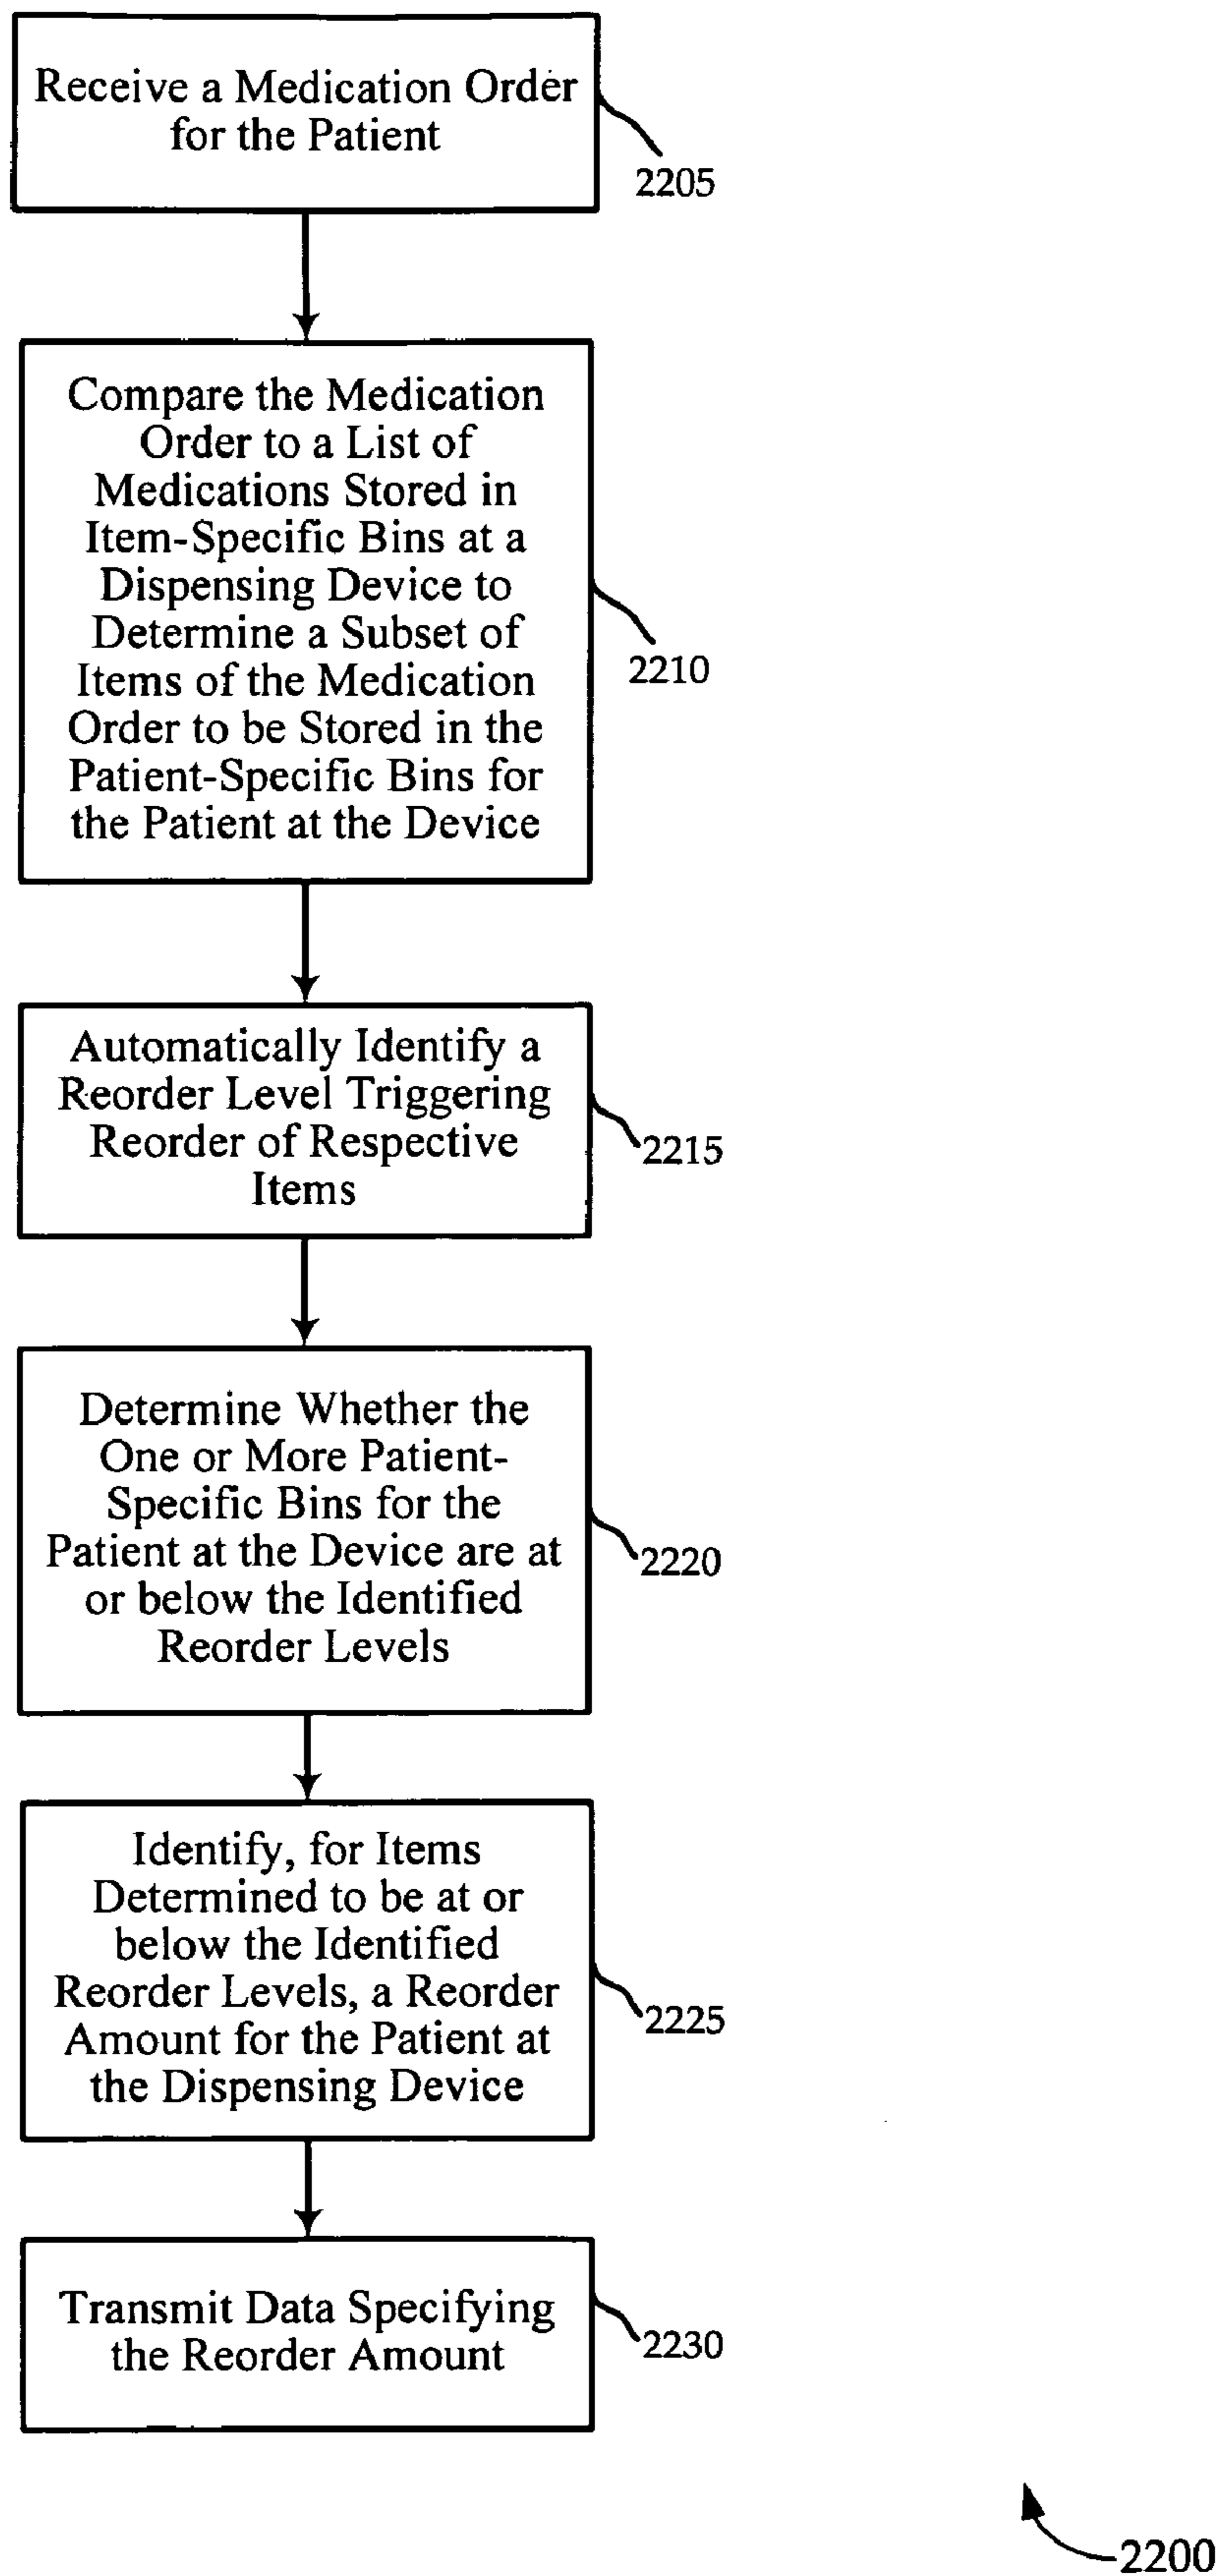 Receive a Medication Order
for the Patient
2205
Compare the Medication
Order to a List of
Medications Stored in
Item-Specific Bins at a
Dispensing Device to
Determine a Subset of
Items of the Medication
Order to be Stored in the
Patient-Specific Bins for
the Patient at the Device
2210
Automatically Identify a
Reorder Level Triggering
Reorder of Respective
Items
2215
Determine Whether the
One or More Patient-
Specific Bins for the
Patient at the Device are at
or below the Identified
Reorder Levels
2220
Identify, for Items
Determined to be at or
below the Identified
Reorder Levels, a Reorder
Amount for the Patient at
the Dispensing Device
2225
Transmit Data Specifying
the Reorder Amount
2230
2200